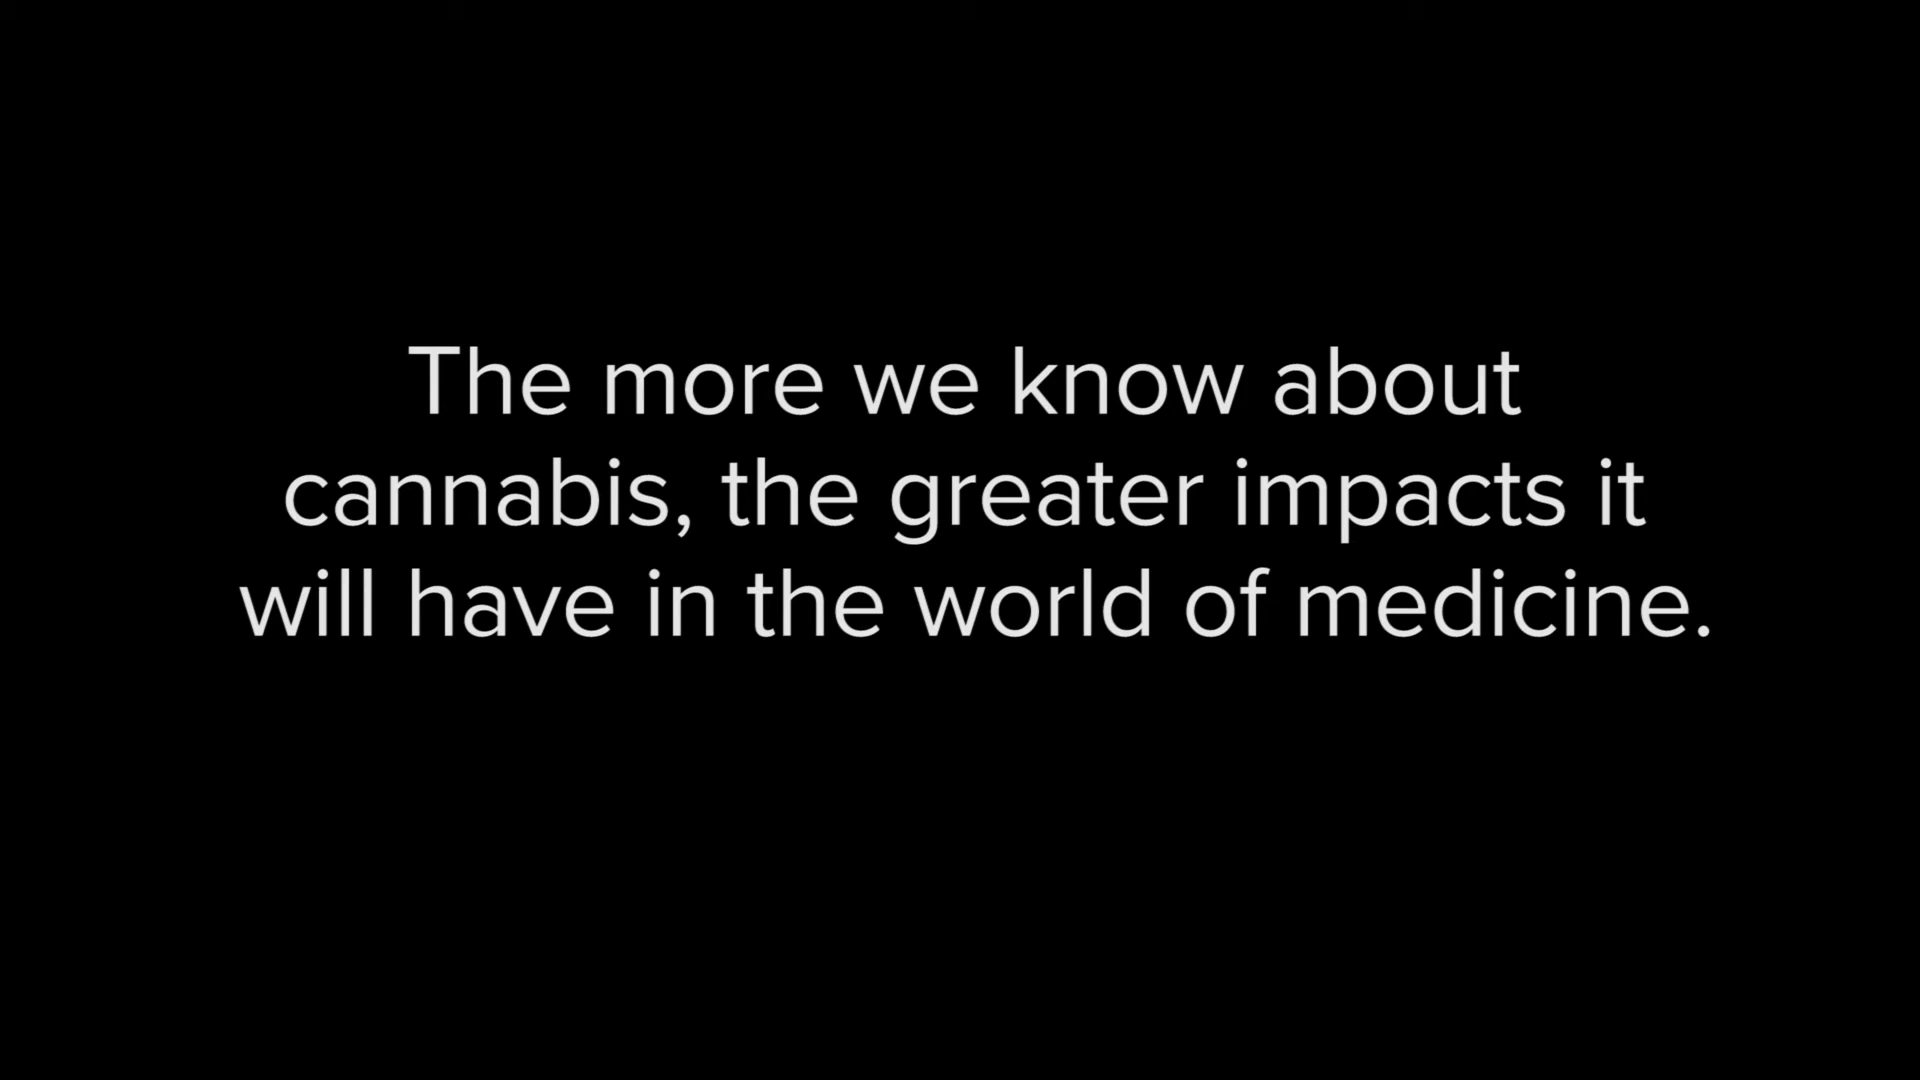 The more we know about
cannabis, the greater impacts it
will have in the world of medicine.